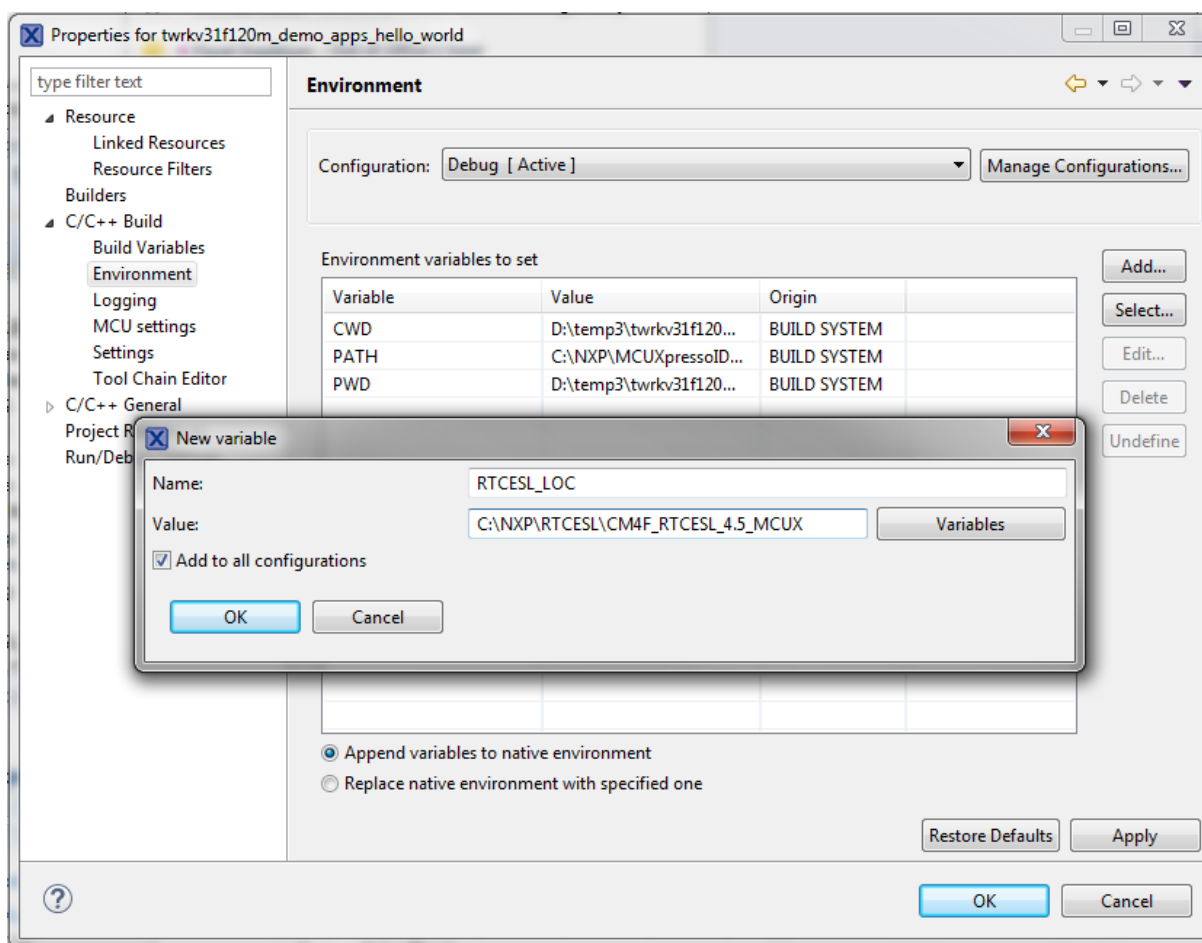 Properties for twrkv31f120m_demo_apps_hello_world
type filter text
Resource
Linked Resources
Resource Filters
Builders
C/C++ Build
Build Variables
Environment
Logging
MCU settings
Settings
Tool Chain Editor
C/C++ General
Project R
Run/Deb
Environment
Configuration: Debug [ Active ] Manage Configurations...
Environment variables to set
Variable Value Origin
CWD D:\temp3\twrkv31f120... BUILD SYSTEM
PATH C:\NXP\MCUXpressoID... BUILD SYSTEM
PWD D:\temp3\twrkv31f120... BUILD SYSTEM
Add...
Select...
Edit...
Delete
Undefine
New variable
Name: RTCESL_LOC
Value: C:\NXP\RTCESL\CM4F_RTCESL_4.5_MCUX Variables
Add to all configurations
OK Cancel
Append variables to native environment
Replace native environment with specified one
Restore Defaults Apply
? OK Cancel